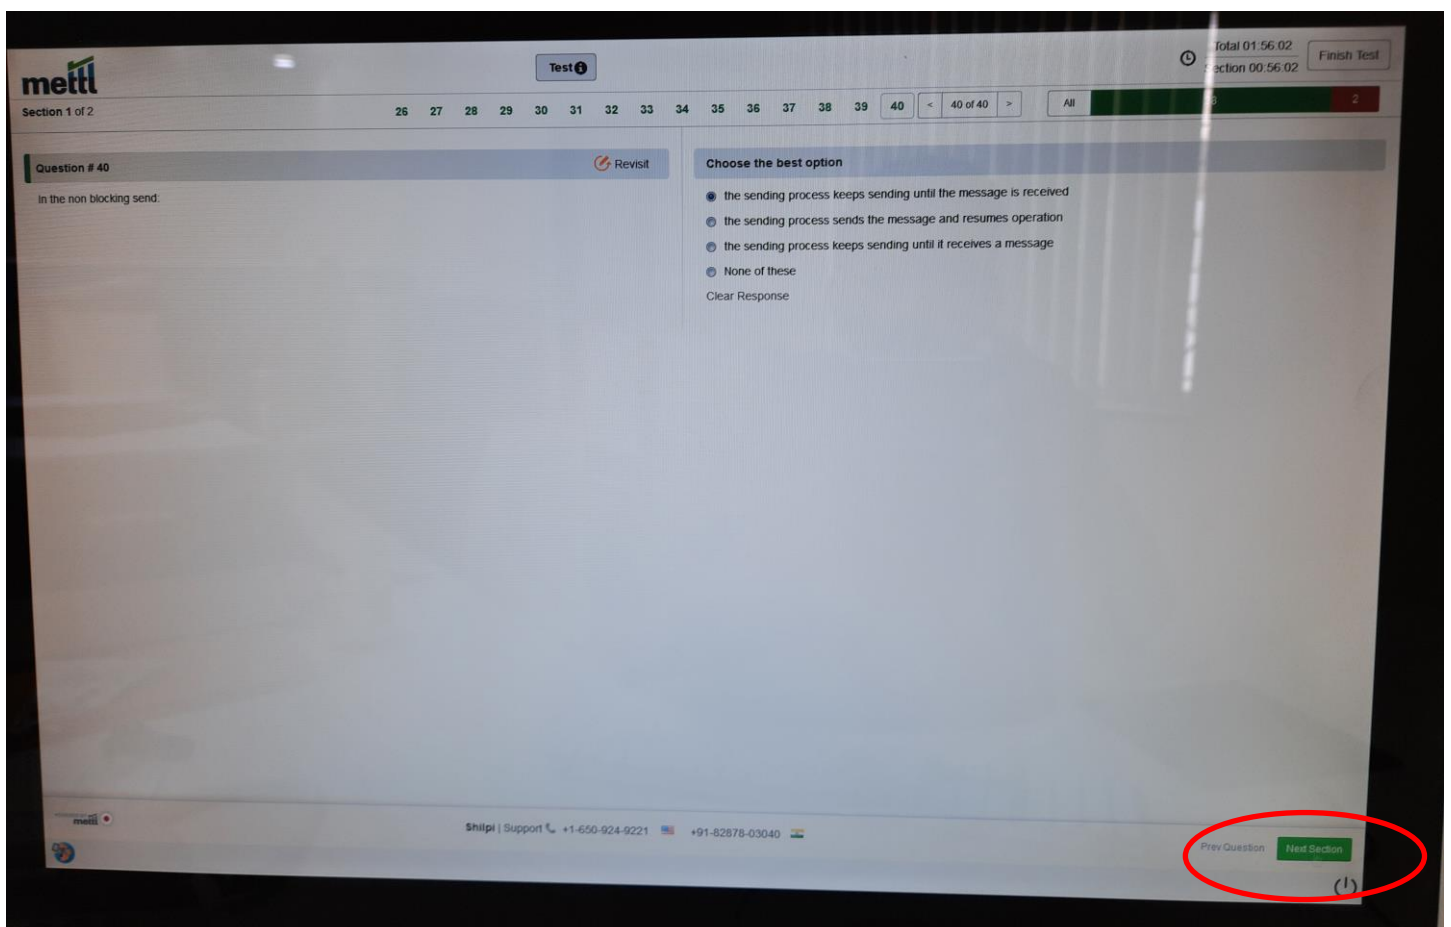 mettl
Test
Total 01:56:02
Section 00:56:02
Finish Test
Section 1 of 2
26 27 28 29 30 31 32 33 34 35 36 37 38 39 40 < 40 of 40 > All 2
Question # 40
Revisit
In the non blocking send:
Choose the best option
the sending process keeps sending until the message is received
the sending process sends the message and resumes operation
the sending process keeps sending until it receives a message
None of these
Clear Response
mettl
Shilpi | Support +1-650-924-9221 +91-82878-03040
Prev Question Next Section